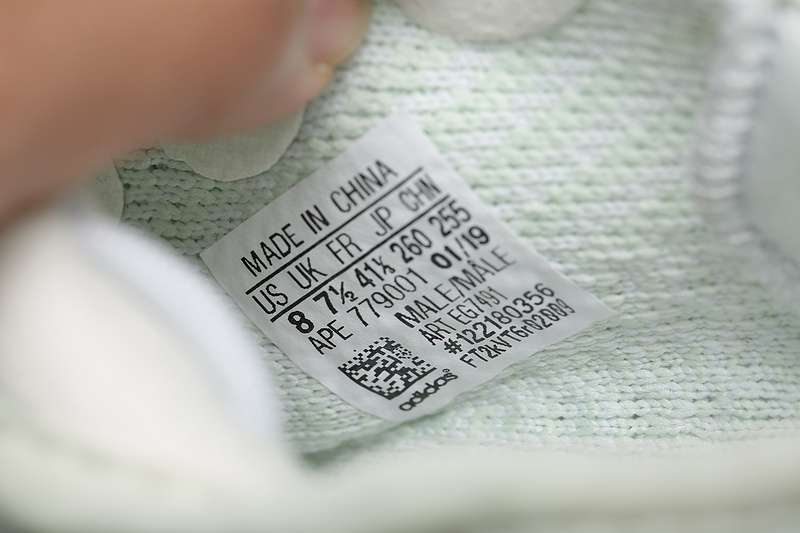 MADE IN CHINA
US UK FR JP CHN
8 7½ 41⅓ 260 255
APE 779001 01/19
MALE/MÂLE
ART EG7491
#122180356
adidas